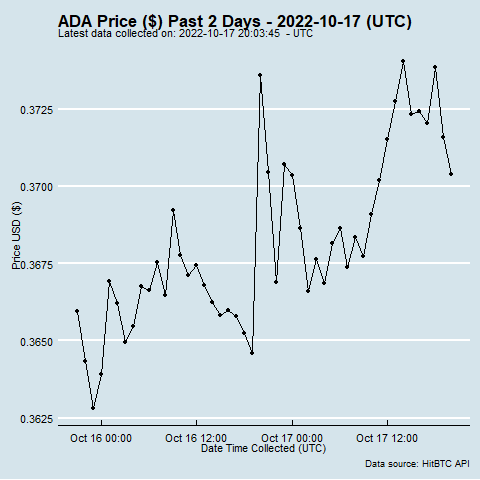 ADA Price ($) Past 2 Days - 2022-10-17 (UTC)
Latest data collected on: 2022-10-17 20:03:45 - UTC
Price USD ($)
0.3725
0.3700
0.3675
0.3650
0.3625
Oct 16 00:00 Oct 16 12:00 Oct 17 00:00 Oct 17 12:00
Date Time Collected (UTC)
Data source: HitBTC API